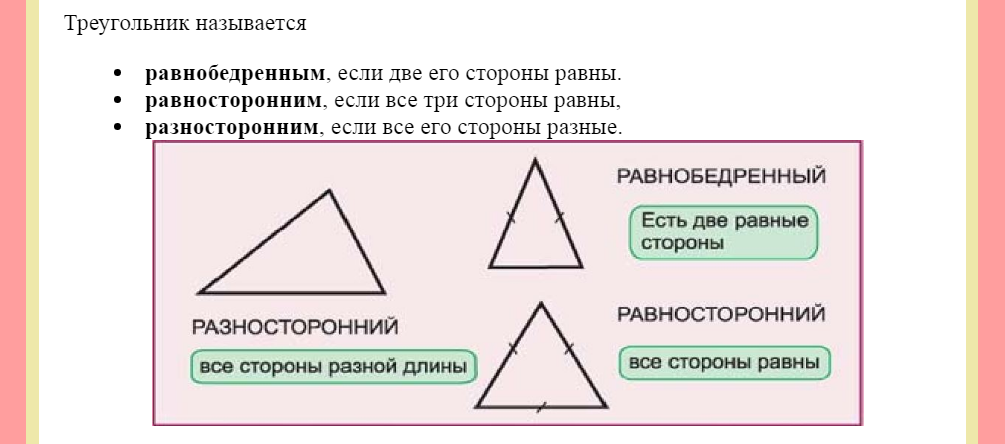 Треугольник называется
равнобедренным, если две его стороны равны.
равносторонним, если все три стороны равны,
разносторонним, если все его стороны разные.
РАВНОБЕДРЕННЫЙ
Есть две равные
стороны
РАЗНОСТОРОННИЙ
все стороны разной длины
РАВНОСТОРОННИЙ
все стороны равны